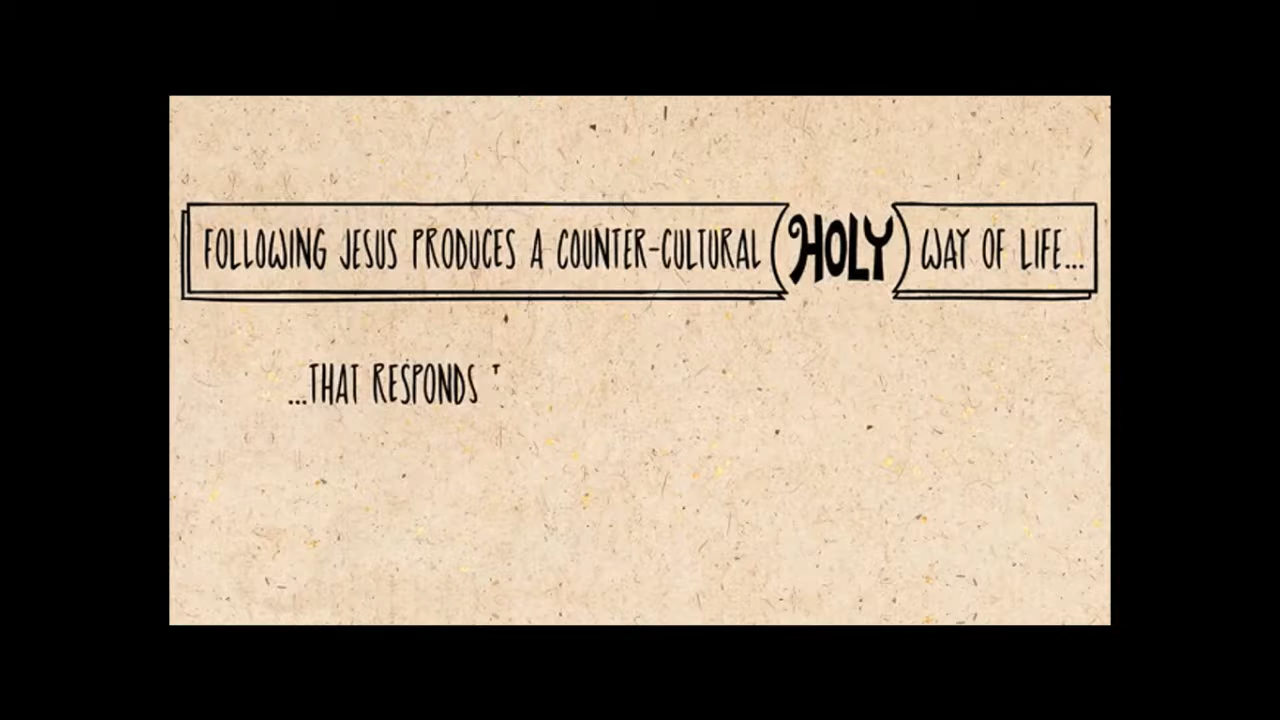 FOLLOWING JESUS PRODUCES A COUNTER-CULTURAL (HOLY) WAY OF LIFE...
...THAT RESPONDS